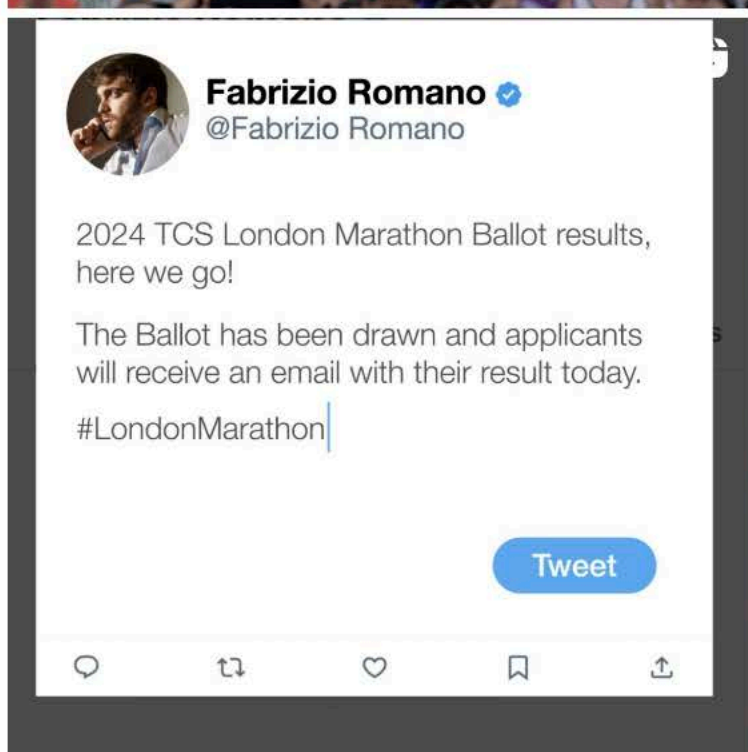 Fabrizio Romano
@Fabrizio Romano
2024 TCS London Marathon Ballot results,
here we go!
The Ballot has been drawn and applicants
will receive an email with their result today.
#LondonMarathon
Tweet